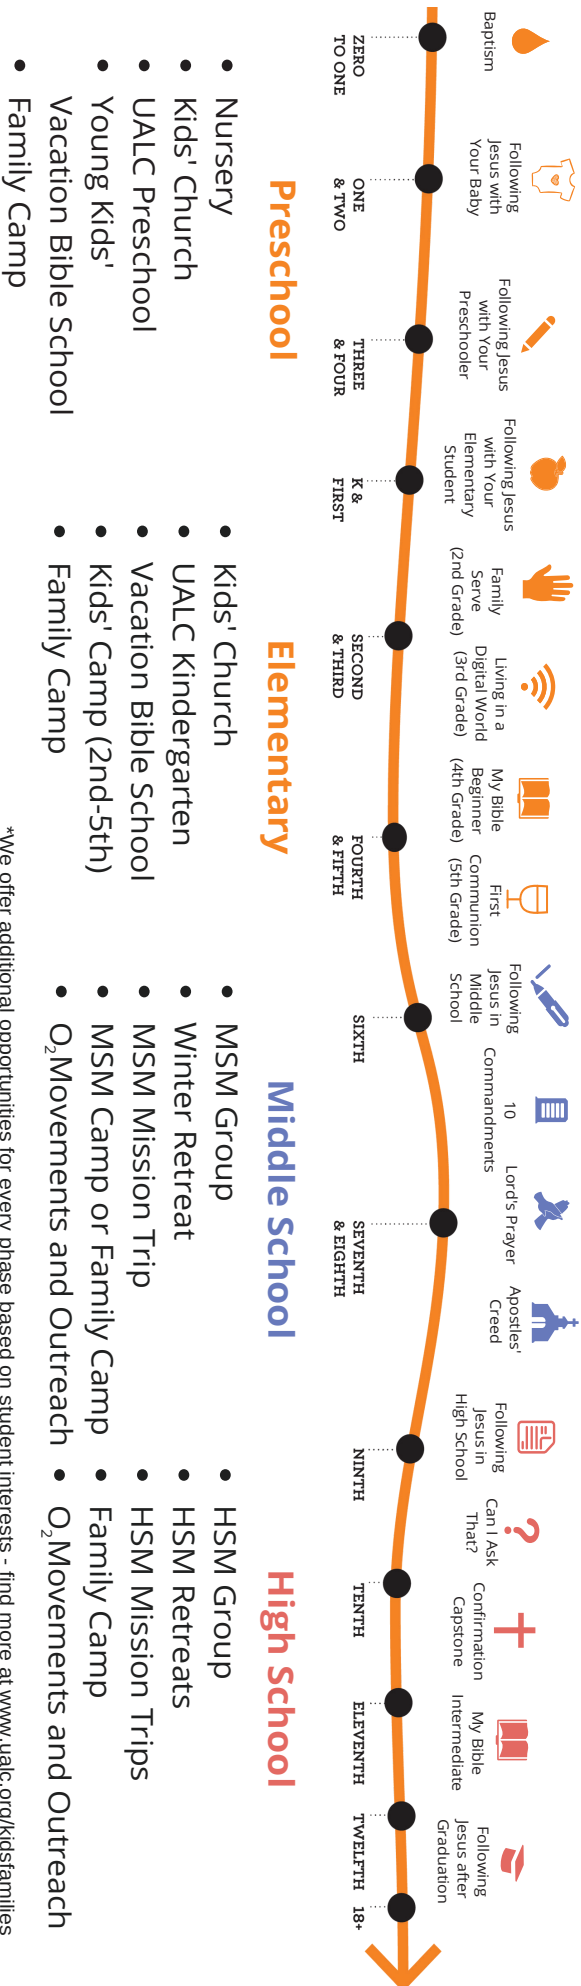 Baptism
Following
Jesus with
Your Baby
Following Jesus
with Your
Preschooler
Following Jesus
with Your
Elementary
Student
Family
Serve
(2nd Grade)
Living in a
Digital World
(3rd Grade)
My Bible
Beginner
(4th Grade)
First
Communion
(5th Grade)
Following
Jesus in
Middle
School
10
Commandments
Lord's Prayer
Apostles'
Creed
Following
Jesus in
High School
Can I Ask
That?
Confirmation
Capstone
My Bible
Intermediate
Following
Jesus after
Graduation
ZERO
TO ONE
ONE
& TWO
THREE
& FOUR
K &
FIRST
SECOND
& THIRD
FOURTH
& FIFTH
SIXTH
SEVENTH
& EIGHTH
NINTH
TENTH
ELEVENTH
TWELFTH
18+
Preschool
• Nursery
• Kids' Church
• UALC Preschool
• Young Kids'
Vacation Bible School
• Family Camp
Elementary
• Kids' Church
• UALC Kindergarten
• Vacation Bible School
• Kids' Camp (2nd-5th)
• Family Camp
Middle School
• MSM Group
• Winter Retreat
• MSM Mission Trip
• MSM Camp or Family Camp
• O₂Movements and Outreach
High School
• HSM Group
• HSM Retreats
• HSM Mission Trips
• Family Camp
• O₂Movements and Outreach
*We offer additional opportunities for every phase based on student interests - find more at www.ualc.org/kidsfamilies